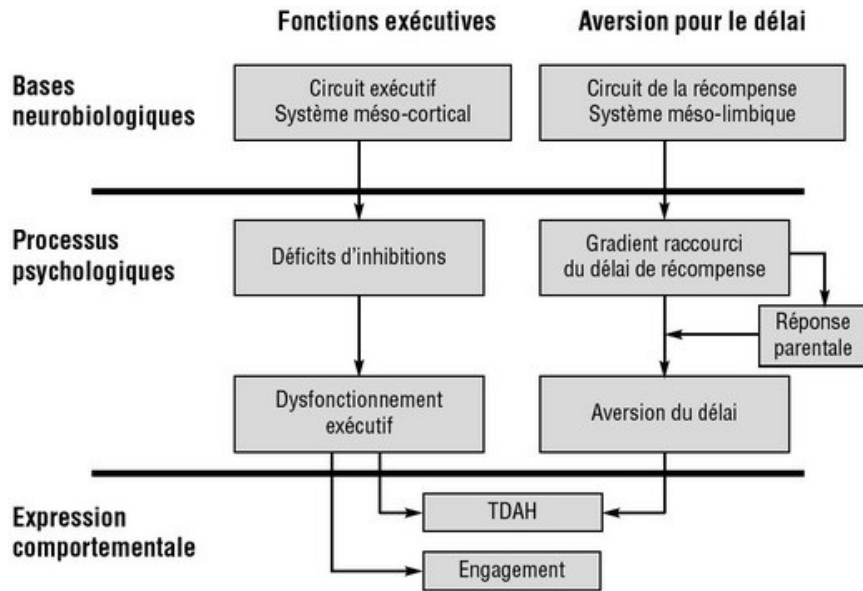 Fonctions exécutives
Aversion pour le délai
Bases
neurobiologiques
Circuit exécutif
Système méso-cortical
Circuit de la récompense
Système méso-limbique
Processus
psychologiques
Déficits d’inhibitions
Gradient raccourci
du délai de récompense
Réponse
parentale
Dysfonctionnement
exécutif
Aversion du délai
Expression
comportementale
TDAH
Engagement